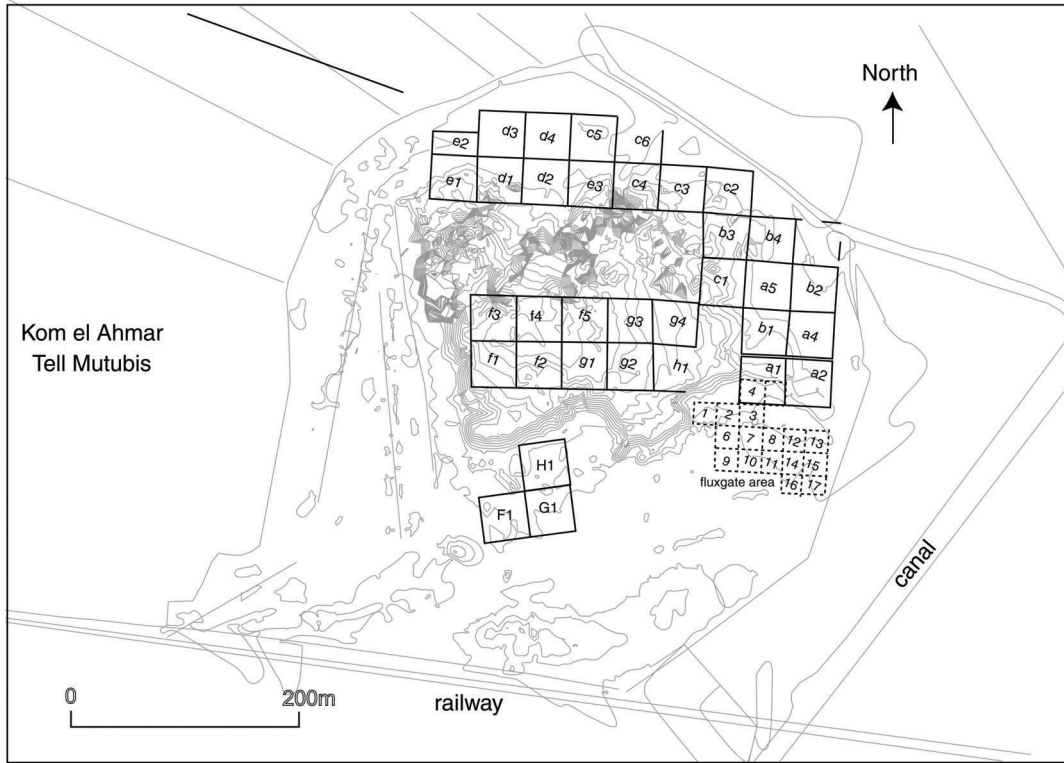 North
d3 d4 c5 c6
e2
e1 d1 d2 e3 c4 c3 c2
b3 b4
c1 a5 b2
f3 f4 f5 g3 g4
b1 a4
Kom el Ahmar
Tell Mutubis
f1 f2 g1 g2 h1
a1 a2
4
1 2 3
6 7 8 12 13
9 10 11 14 15
fluxgate area 16 17
H1
F1 G1
canal
0 200m
railway